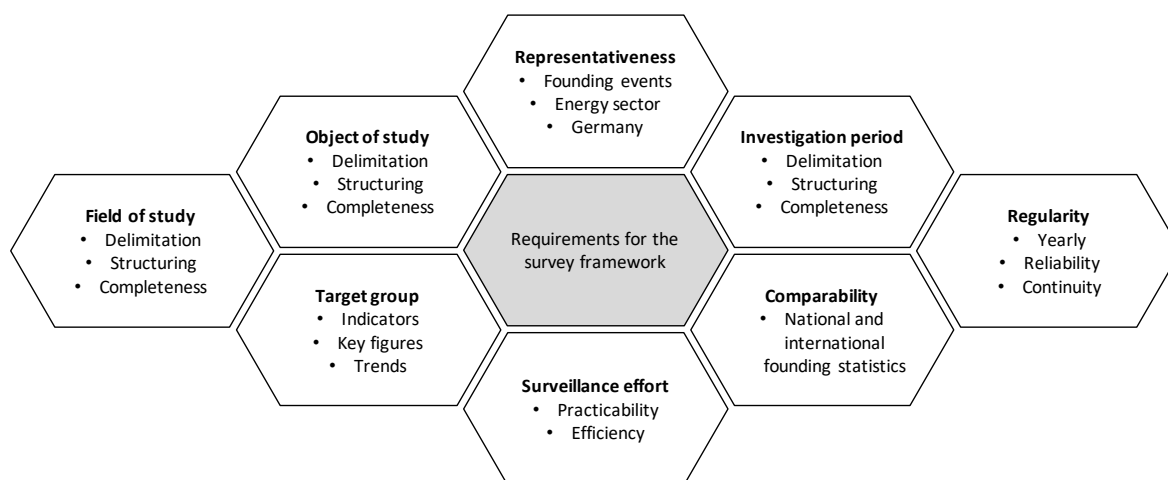 Representativeness
• Founding events
• Energy sector
• Germany
Object of study
• Delimitation
• Structuring
• Completeness
Investigation period
• Delimitation
• Structuring
• Completeness
Field of study
• Delimitation
• Structuring
• Completeness
Requirements for the
survey framework
Regularity
• Yearly
• Reliability
• Continuity
Target group
• Indicators
• Key figures
• Trends
Comparability
• National and
international
founding statistics
Surveillance effort
• Practicability
• Efficiency